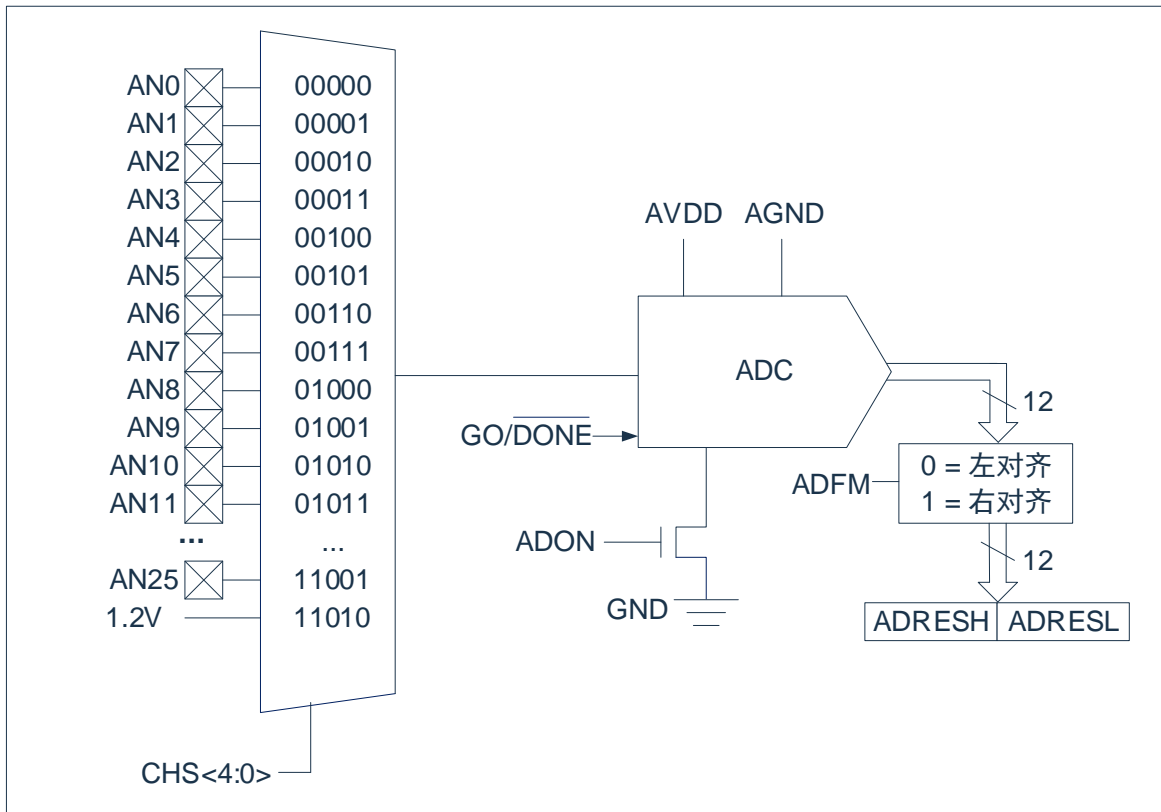 AN0 00000
AN1 00001
AN2 00010
AN3 00011
AN4 00100
AN5 00101
AN6 00110
AN7 00111
AN8 01000
AN9 01001
AN10 01010
AN11 01011
... ...
AN25 11001
1.2V 11010
CHS<4:0>
AVDD AGND
ADC
GO/DONE
ADON
GND
12
ADFM
0 = 左对齐
1 = 右对齐
12
ADRESH ADRESL